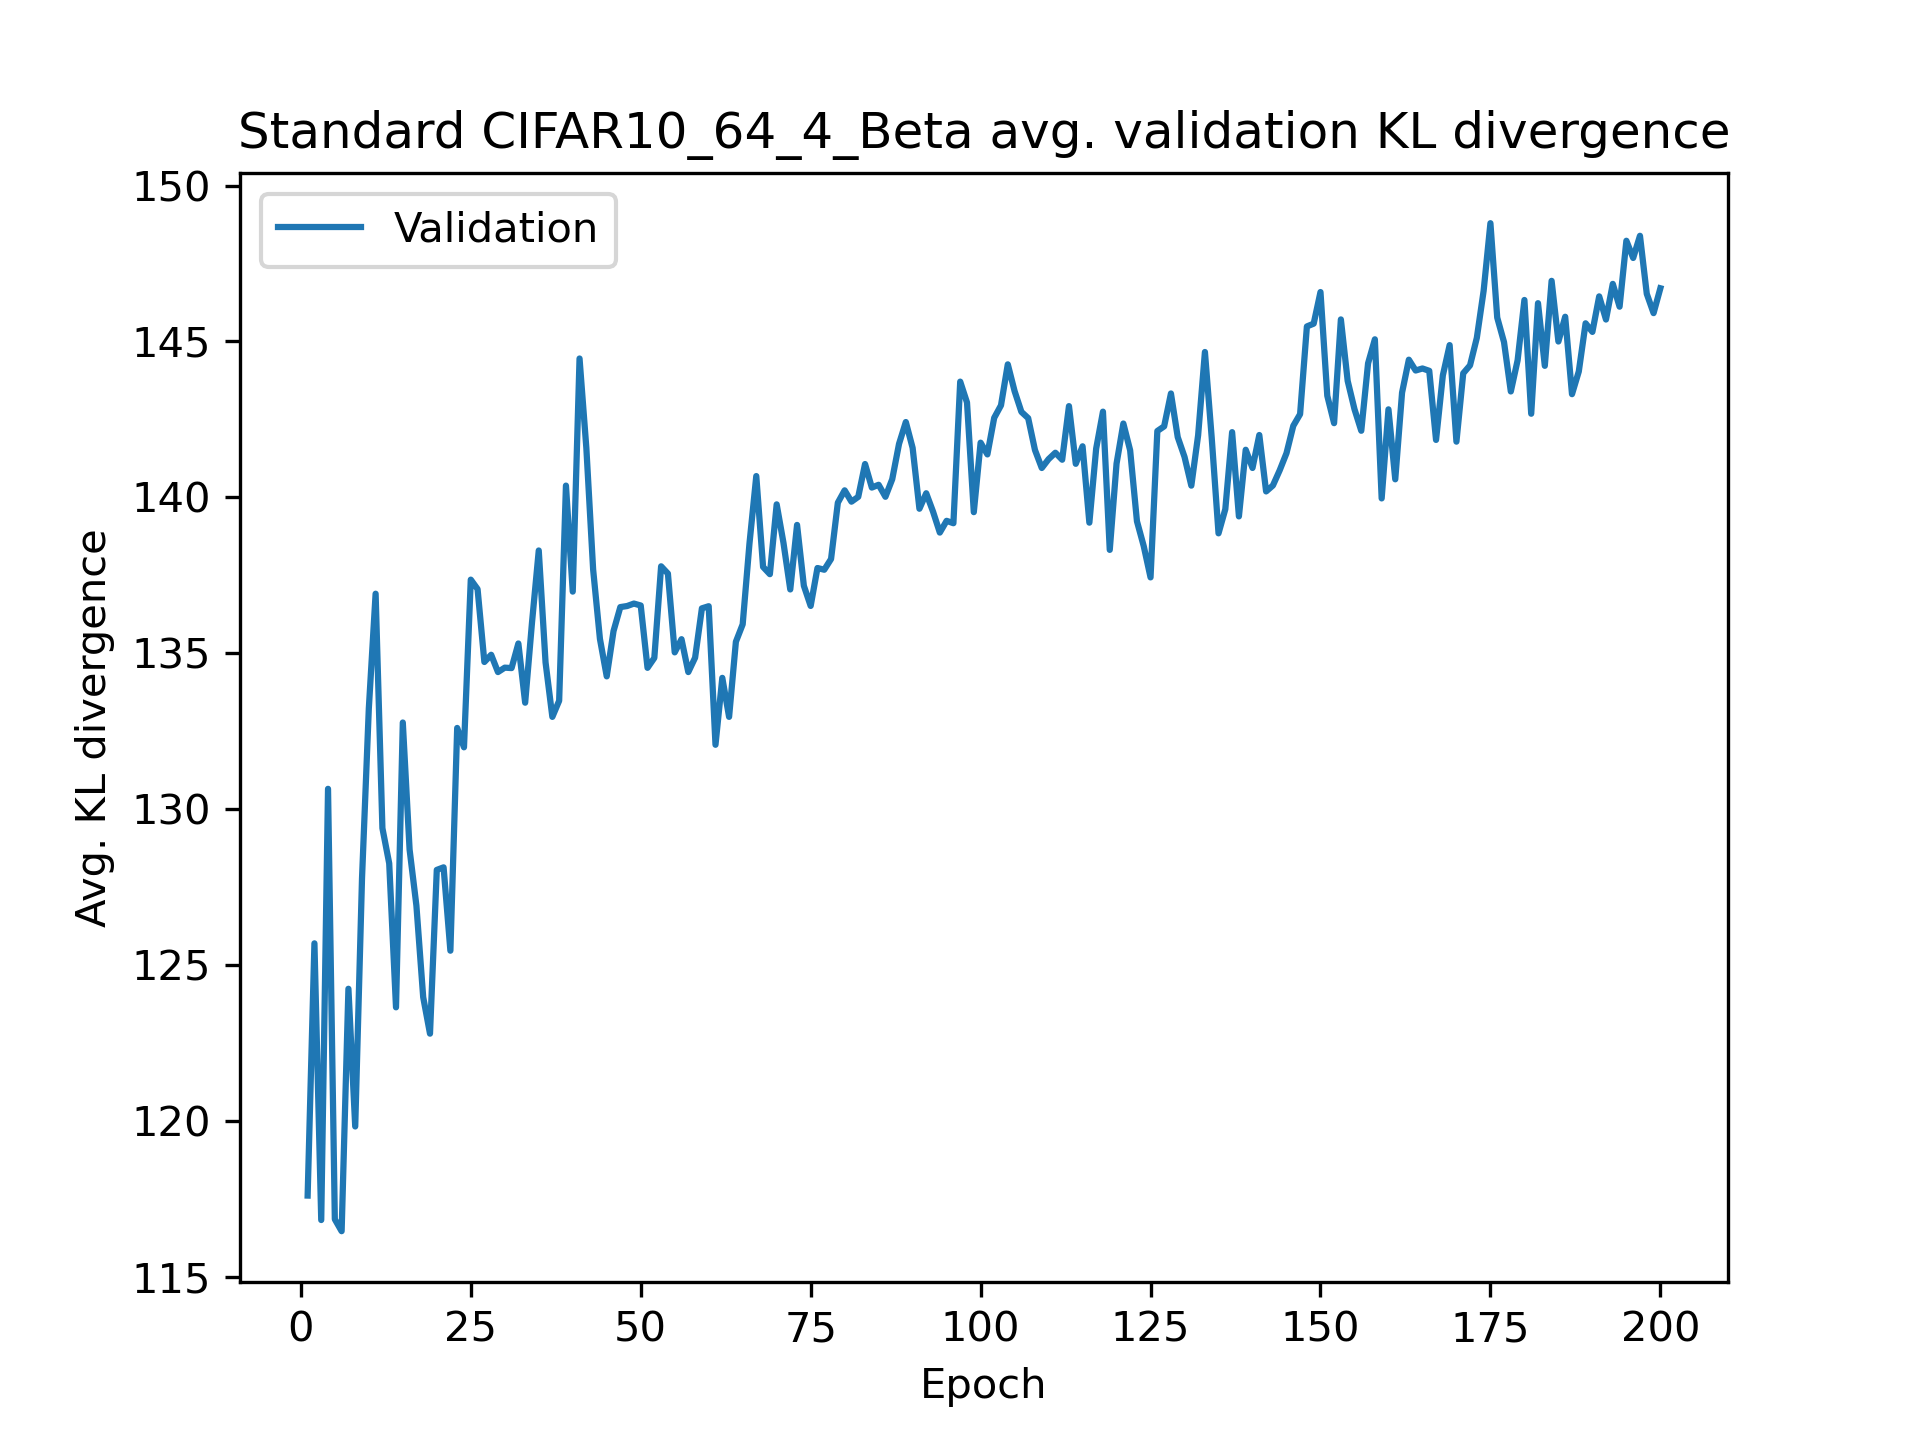 Standard CIFAR10_64_4_Beta avg. validation KL divergence
150
145
140
135
130
125
120
115
Avg. KL divergence
Validation
0 25 50 75 100 125 150 175 200
Epoch